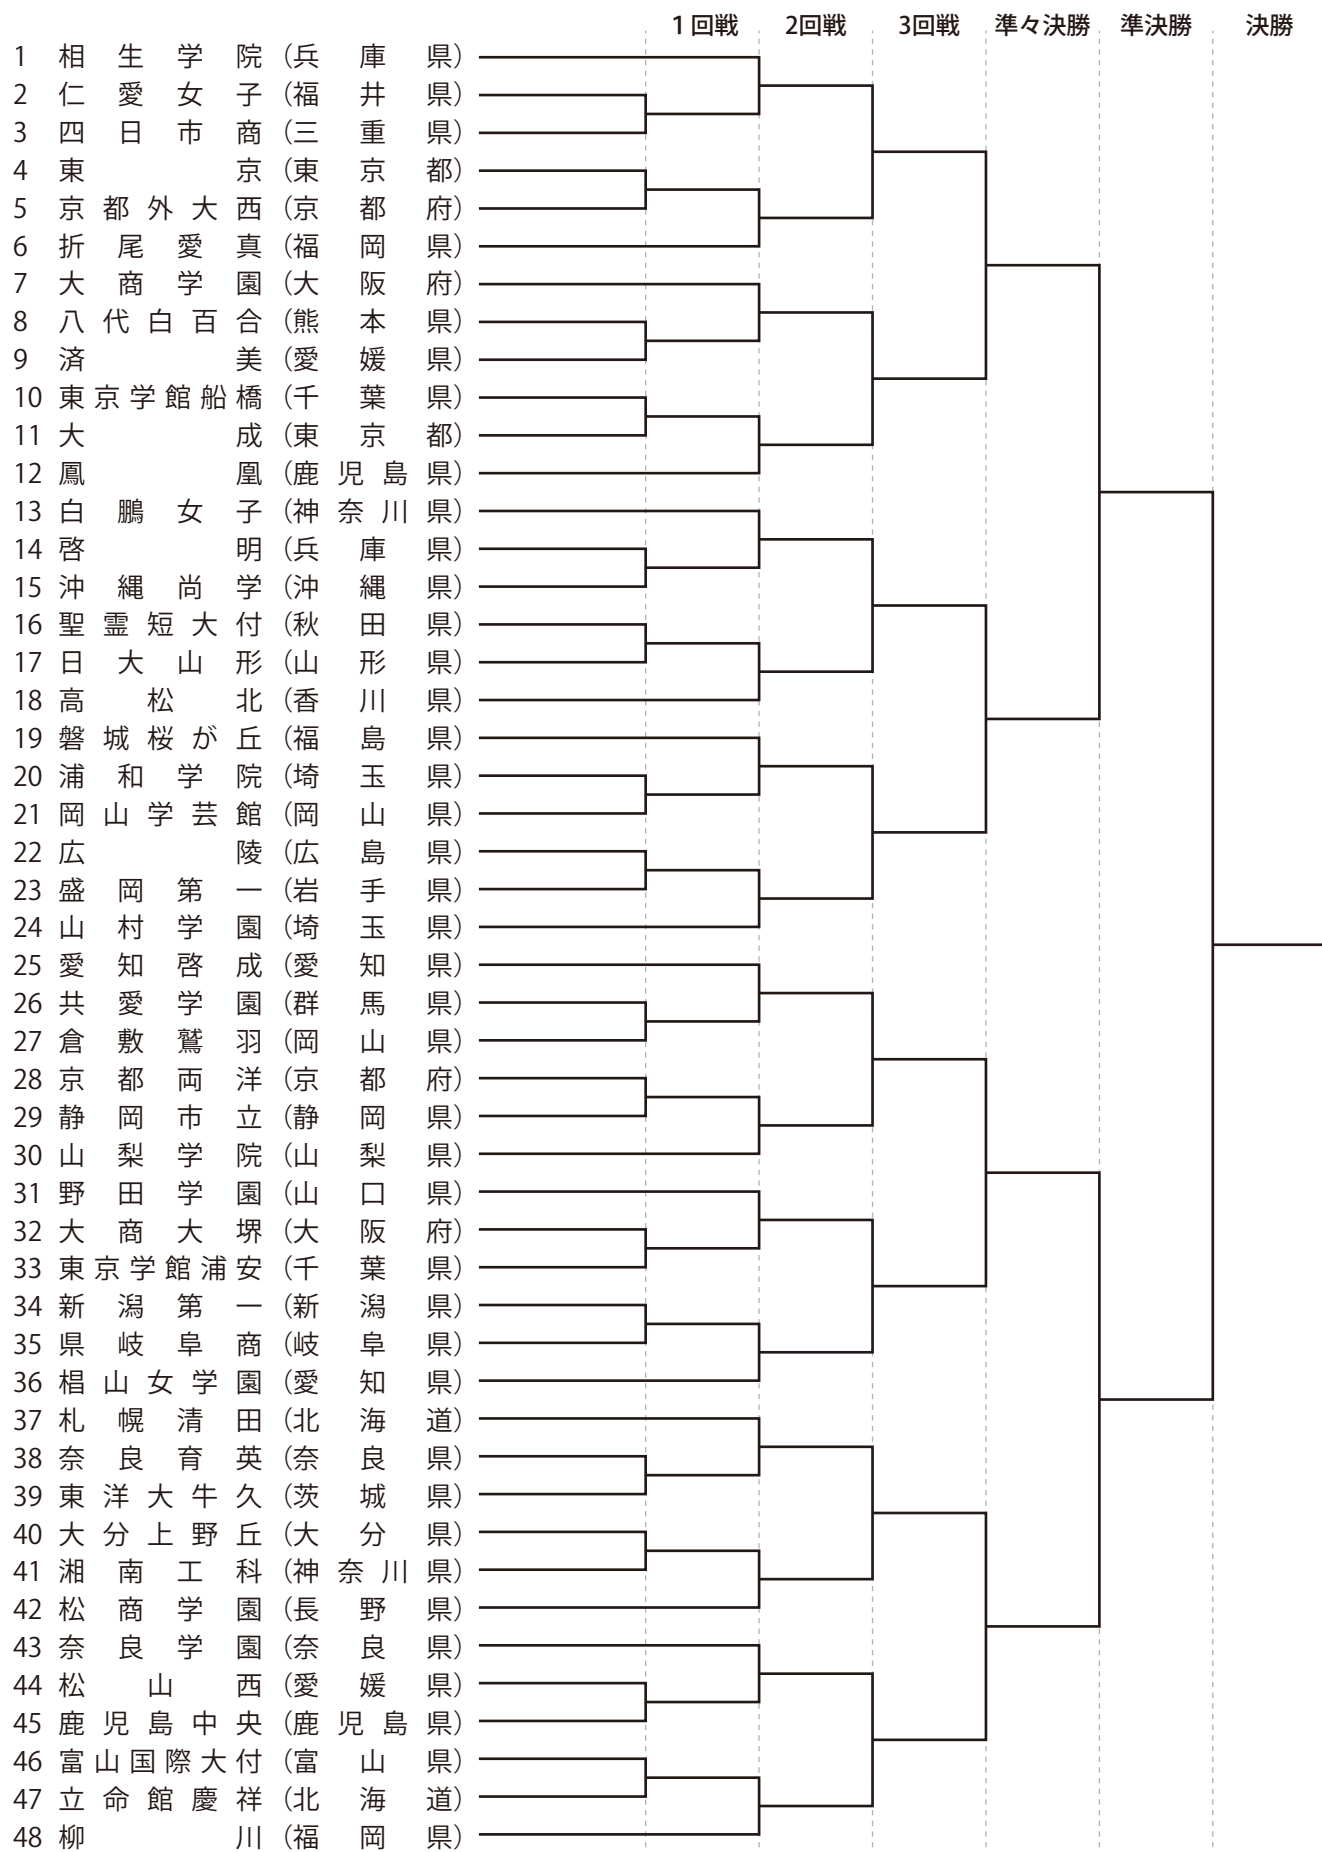 1回戦 2回戦 3回戦 準々決勝 準決勝 決勝
1 相生学院（兵庫県）
2 仁愛女子（福井県）
3 四日市商（三重県）
4 東京（東京都）
5 京都外大西（京都府）
6 折尾愛真（福岡県）
7 大商学園（大阪府）
8 八代白百合（熊本県）
9 済美（愛媛県）
10 東京学館船橋（千葉県）
11 大成（東京都）
12 鳳凰（鹿児島県）
13 白鵬女子（神奈川県）
14 啓明（兵庫県）
15 沖縄尚学（沖縄県）
16 聖霊短大付（秋田県）
17 日大山形（山形県）
18 高松北（香川県）
19 磐城桜が丘（福島県）
20 浦和学院（埼玉県）
21 岡山学芸館（岡山県）
22 広陵（広島県）
23 盛岡第一（岩手県）
24 山村学園（埼玉県）
25 愛知啓成（愛知県）
26 共愛学園（群馬県）
27 倉敷鷲羽（岡山県）
28 京都両洋（京都府）
29 静岡市立（静岡県）
30 山梨学院（山梨県）
31 野田学園（山口県）
32 大商大堺（大阪府）
33 東京学館浦安（千葉県）
34 新潟第一（新潟県）
35 県岐阜商（岐阜県）
36 椙山女学園（愛知県）
37 札幌清田（北海道）
38 奈良育英（奈良県）
39 東洋大牛久（茨城県）
40 大分上野丘（大分県）
41 湘南工科（神奈川県）
42 松商学園（長野県）
43 奈良学園（奈良県）
44 松山西（愛媛県）
45 鹿児島中央（鹿児島県）
46 富山国際大付（富山県）
47 立命館慶祥（北海道）
48 柳川（福岡県）